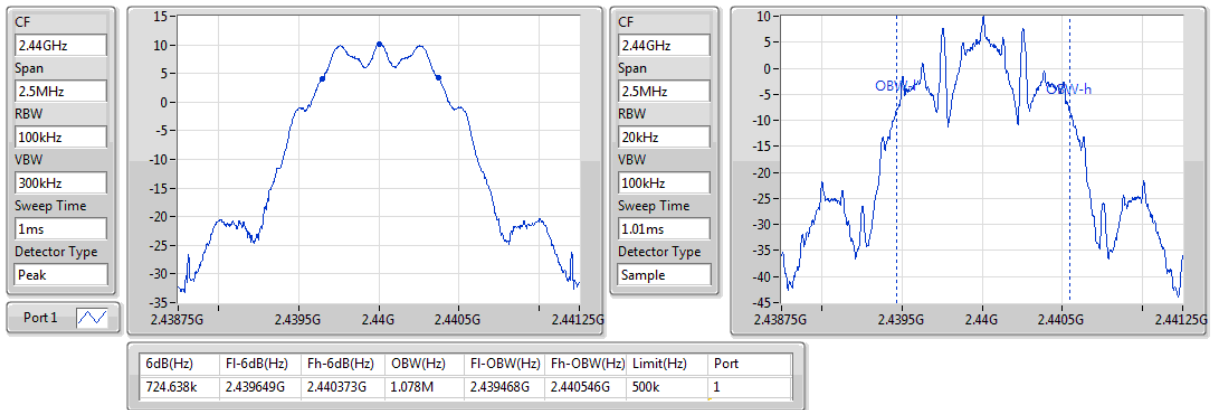 CF
2.44GHz
Span
2.5MHz
RBW
100kHz
VBW
300kHz
Sweep Time
1ms
Detector Type
Peak
Port 1
15
10
5
0
-5
-10
-15
-20
-25
-30
-35
2.43875G 2.4395G 2.44G 2.4405G 2.44125G
CF
2.44GHz
Span
2.5MHz
RBW
20kHz
VBW
100kHz
Sweep Time
1.01ms
Detector Type
Sample
10
5
0
-5
-10
-15
-20
-25
-30
-35
-40
-45
OBW-l OBW-h
2.43875G 2.4395G 2.44G 2.4405G 2.44125G
6dB(Hz) Fl-6dB(Hz) Fh-6dB(Hz) OBW(Hz) Fl-OBW(Hz) Fh-OBW(Hz) Limit(Hz) Port
724.638k 2.439649G 2.440373G 1.078M 2.439468G 2.440546G 500k 1